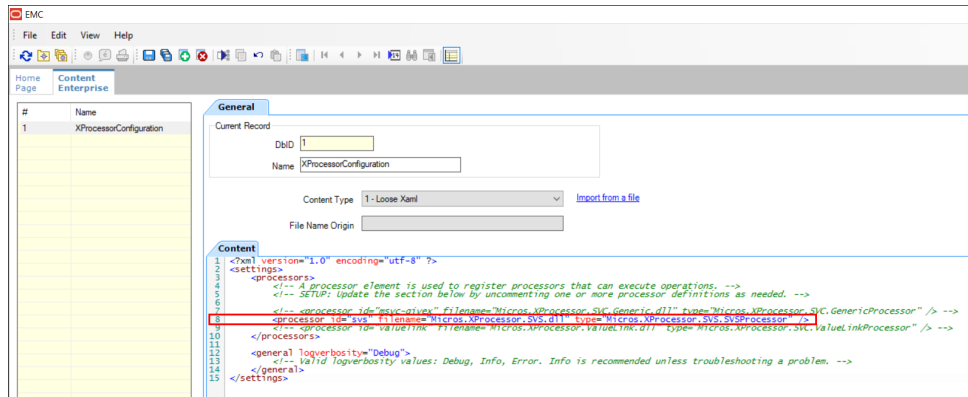 EMC
File Edit View Help
Home Page
Content Enterprise
# Name
1 XProcessorConfiguration
General
Current Record
DbID 1
Name XProcessorConfiguration
Content Type 1 - Loose Xaml Import from a file
File Name Origin
Content
1 <?xml version="1.0" encoding="utf-8" ?>
2 <settings>
3 <processors>
4 <!-- A processor element is used to register processors that can execute operations. -->
5 <!-- SETUP: Update the section below by uncommenting one or more processor definitions as needed. -->
6
7 <!-- <processor id="msvc-givex" filename="Micros.XProcessor.SVC.Generic.dll" type="Micros.XProcessor.SVC.GenericProcessor" /> -->
8 <processor id="svs" filename="Micros.XProcessor.SVS.dll" type="Micros.XProcessor.SVS.SVSProcessor" />
9 <!-- <processor id="valuelink" filename="Micros.XProcessor.ValueLink.dll" type="Micros.XProcessor.SVC.ValueLinkProcessor" /> -->
10 </processors>
11
12 <general logverbosity="Debug">
13 <!-- Valid logverbosity values: Debug, Info, Error. Info is recommended unless troubleshooting a problem. -->
14 </general>
15 </settings>